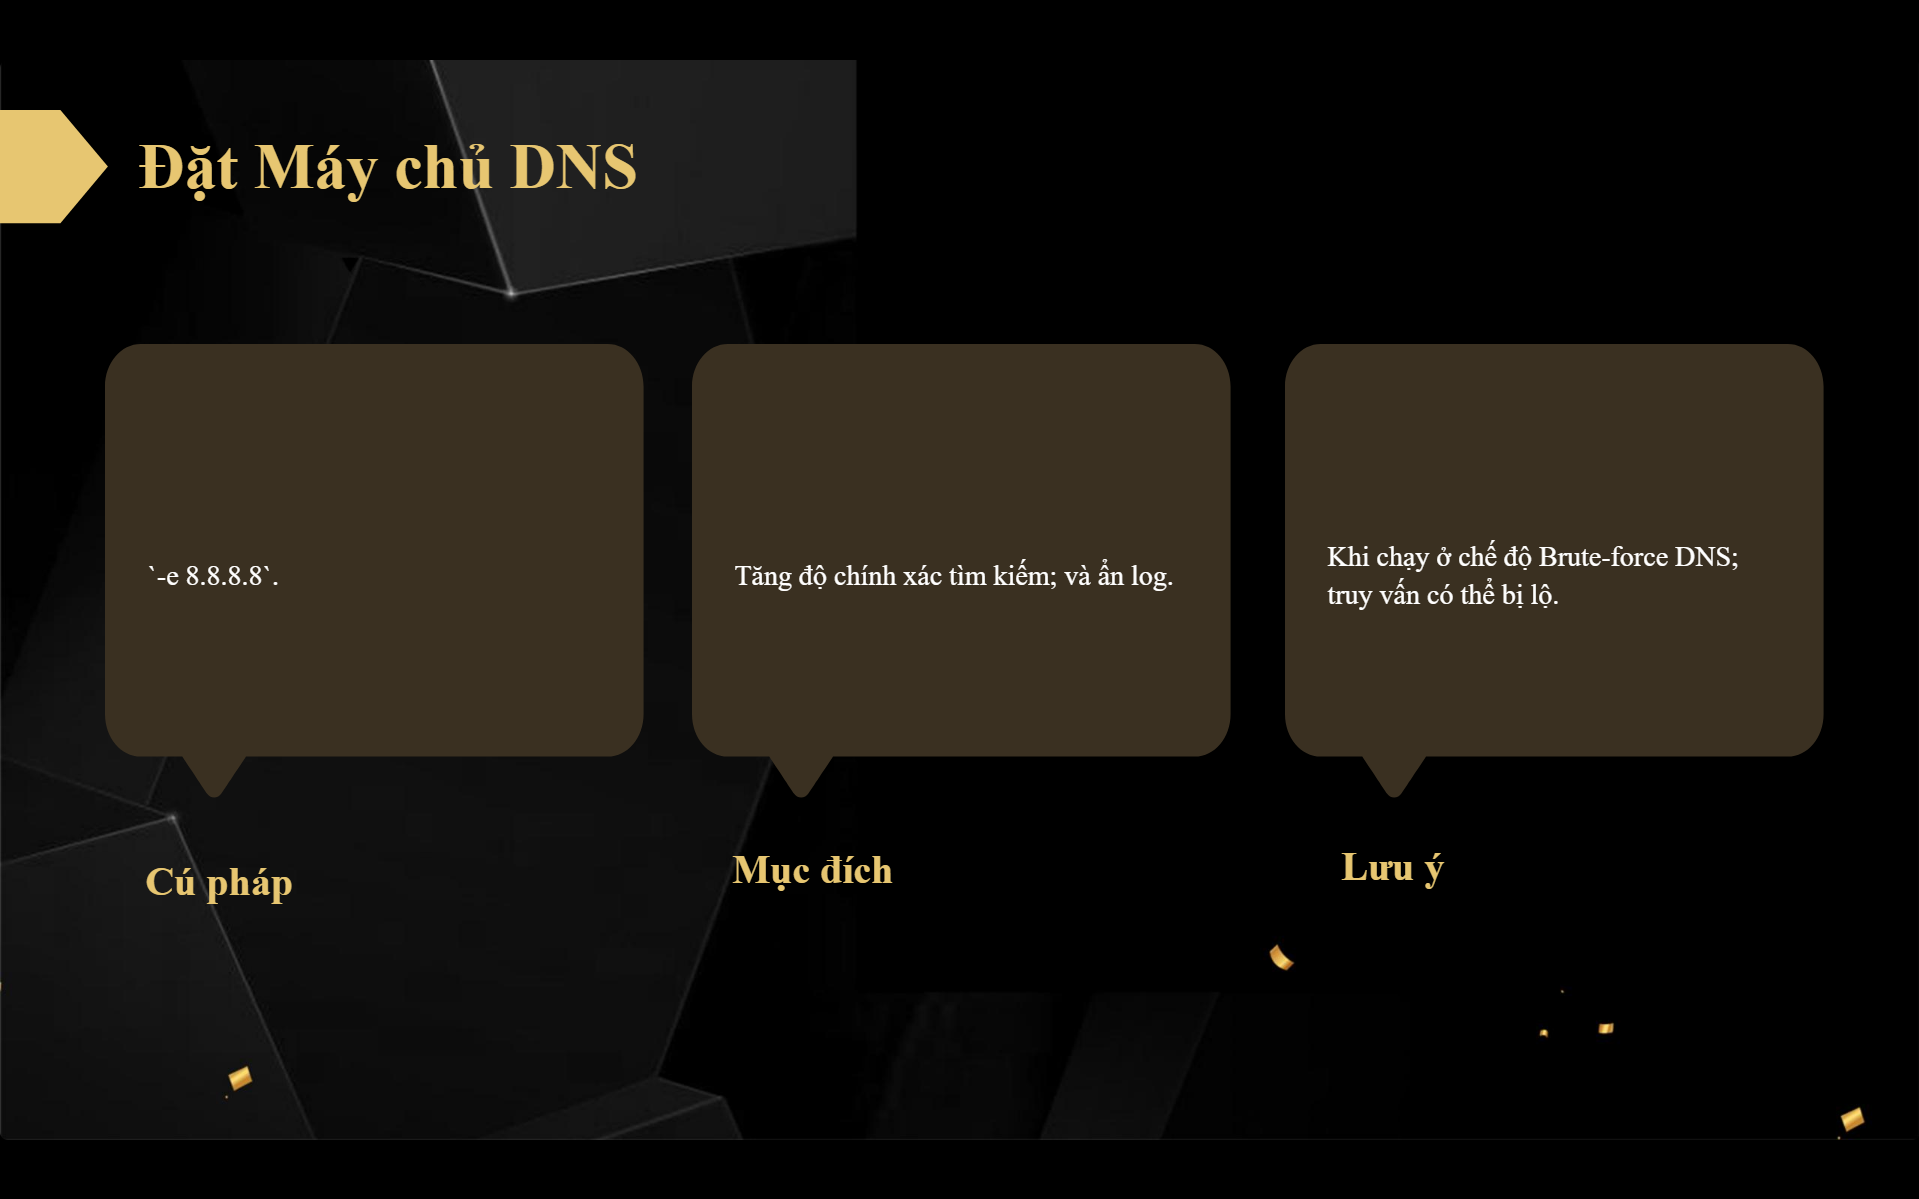 Đặt Máy chủ DNS
`-e 8.8.8.8`.
Tăng độ chính xác tìm kiếm; và ẩn log.
Khi chạy ở chế độ Brute-force DNS;
truy vấn có thể bị lộ.
Cú pháp
Mục đích
Lưu ý